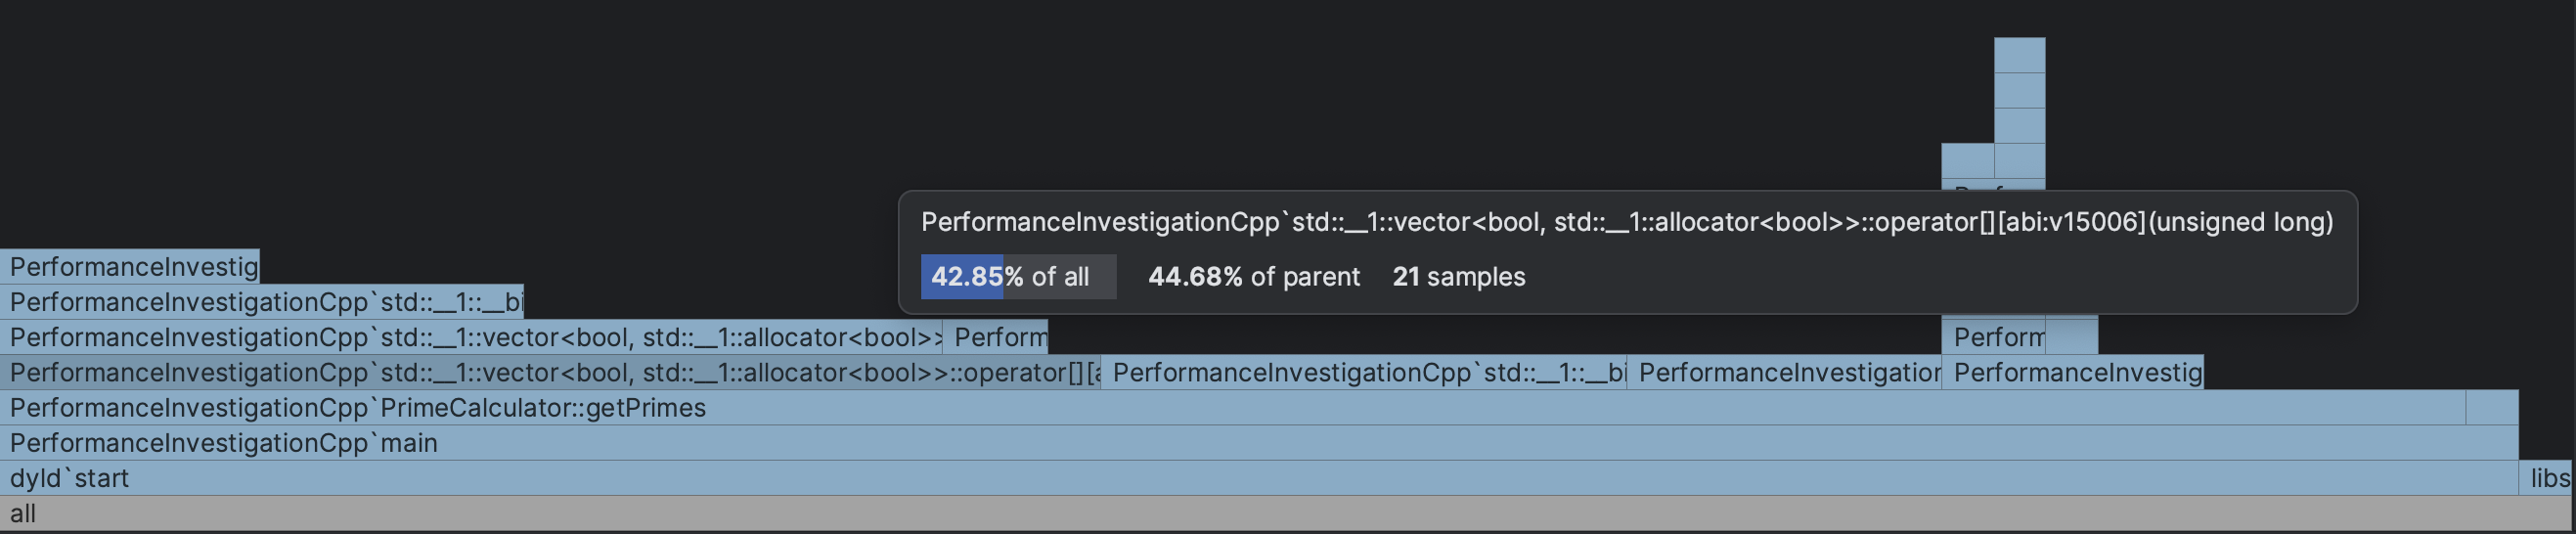 Perform
PerformanceInvestigationCpp`std::__1::vector<bool, std::__1::allocator<bool>>::operator[][abi:v15006](unsigned long)
42.85% of all 44.68% of parent 21 samples
PerformanceInvestig
PerformanceInvestigationCpp`std::__1::__bi
PerformanceInvestigationCpp`std::__1::vector<bool, std::__1::allocator<bool>> Perform Perform
PerformanceInvestigationCpp`std::__1::vector<bool, std::__1::allocator<bool>>::operator[][a PerformanceInvestigationCpp`std::__1::__bi PerformanceInvestigation PerformanceInvestig
PerformanceInvestigationCpp`PrimeCalculator::getPrimes
PerformanceInvestigationCpp`main
dyld`start libs
all